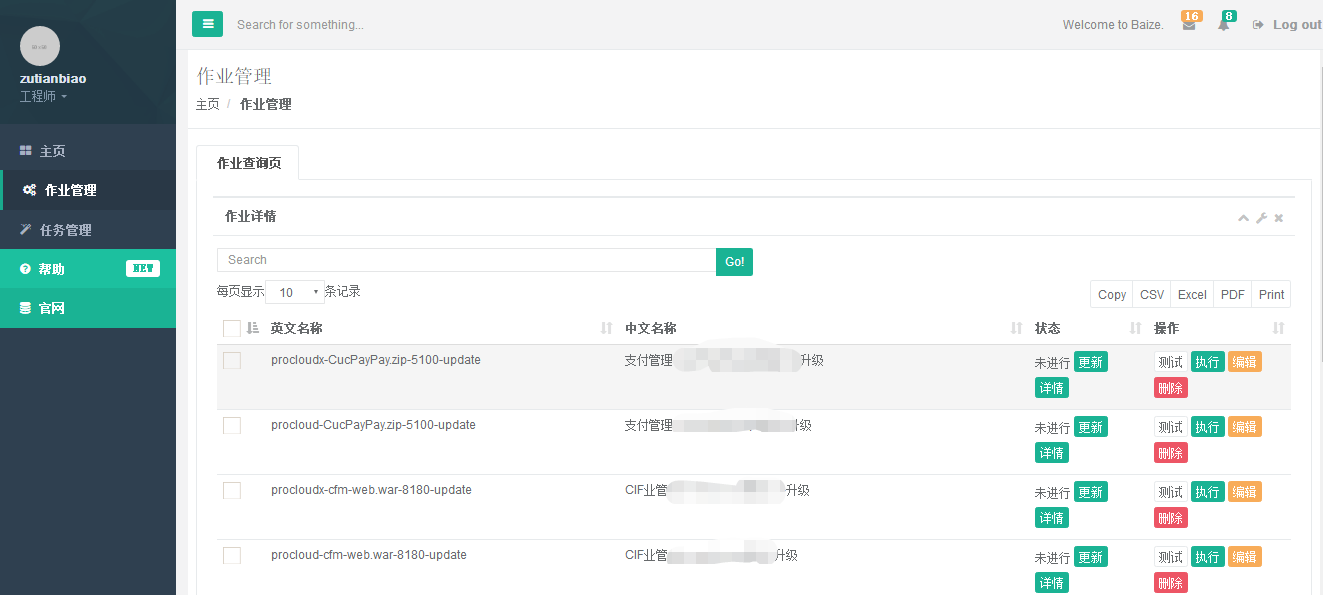 Search for something...
Welcome to Baize.
16
8
Log out
zutianbiao
工程师
主页
作业管理
任务管理
帮助
NEW
官网
作业管理
主页 / 作业管理
作业查询页
作业详情
Search
Go!
每页显示 10 条记录
Copy CSV Excel PDF Print
英文名称 中文名称 状态 操作
procloudx-CucPayPay.zip-5100-update 支付管理 升级 未进行 更新 测试 执行 编辑
详情 删除
procloud-CucPayPay.zip-5100-update 支付管理 级 未进行 更新 测试 执行 编辑
详情 删除
procloudx-cfm-web.war-8180-update CIF业管 升级 未进行 更新 测试 执行 编辑
详情 删除
procloud-cfm-web.war-8180-update CIF业管 升级 未进行 更新 测试 执行 编辑
详情 删除